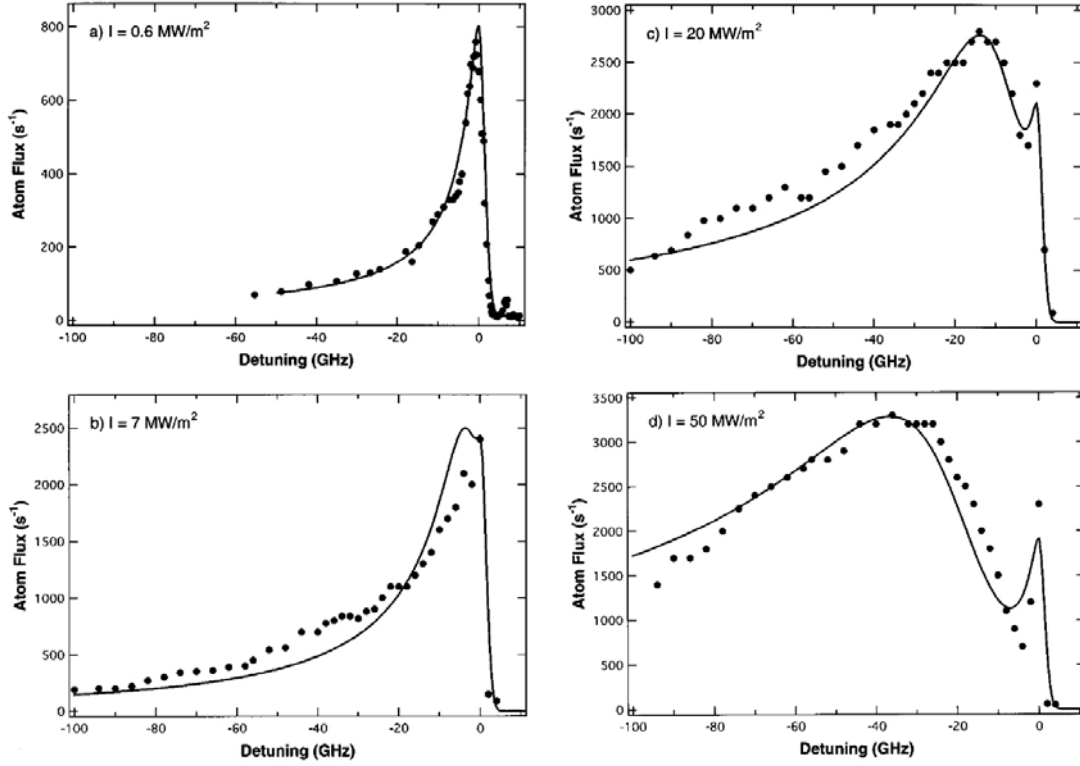 a) I = 0.6 MW/m²
800
600
400
200
0
Atom Flux (s⁻¹)
-100 -80 -60 -40 -20 0
Detuning (GHz)
c) I = 20 MW/m²
3000
2500
2000
1500
1000
500
0
Atom Flux (s⁻¹)
-100 -80 -60 -40 -20 0
Detuning (GHz)
b) I = 7 MW/m²
2500
2000
1500
1000
500
0
Atom Flux (s⁻¹)
-100 -80 -60 -40 -20 0
Detuning (GHz)
d) I = 50 MW/m²
3500
3000
2500
2000
1500
1000
500
0
Atom Flux (s⁻¹)
-100 -80 -60 -40 -20 0
Detuning (GHz)